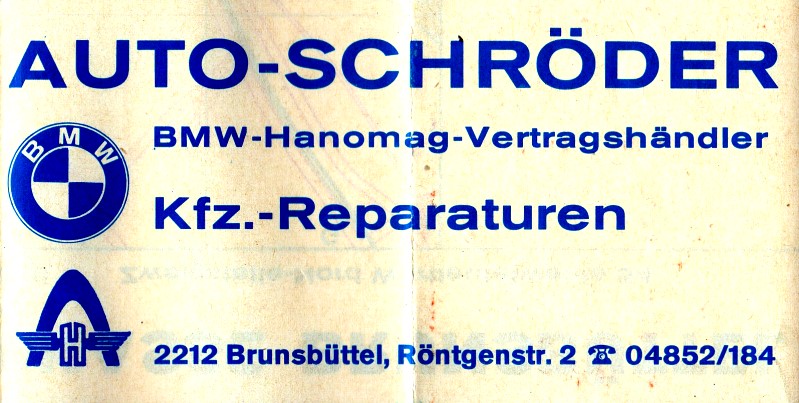 AUTO-SCHRÖDER
BMW
BMW-Hanomag-Vertragshändler
Kfz.-Reparaturen
H
2212 Brunsbüttel, Röntgenstr. 2 ☎ 04852/184